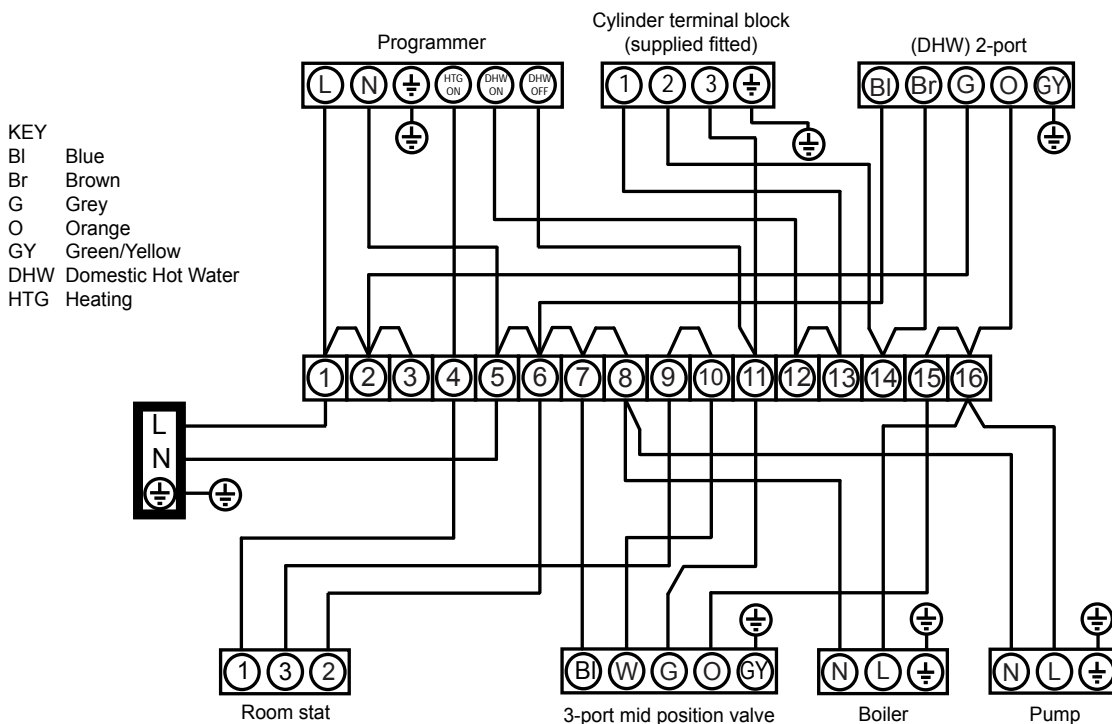 Programmer
Cylinder terminal block
(supplied fitted)
(DHW) 2-port
L N HTG ON DHW ON DHW OFF
1 2 3
Bl Br G O GY
KEY
Bl Blue
Br Brown
G Grey
O Orange
GY Green/Yellow
DHW Domestic Hot Water
HTG Heating
1 2 3 4 5 6 7 8 9 10 11 12 13 14 15 16
L
N
1 3 2
Bl W G O GY
N L
N L
Room stat
3-port mid position valve
Boiler
Pump